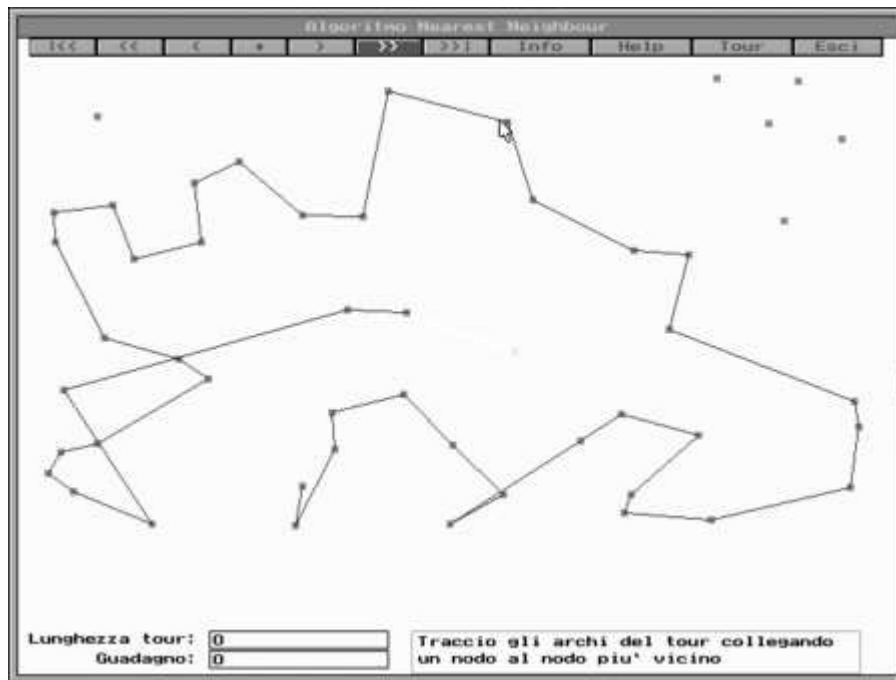 Algoritmo Nearest Neighbour
|<< << < * > >> >>| Info Help Tour Esci
Lunghezza tour: 0
Guadagno: 0
Traccio gli archi del tour collegando
un nodo al nodo piu' vicino